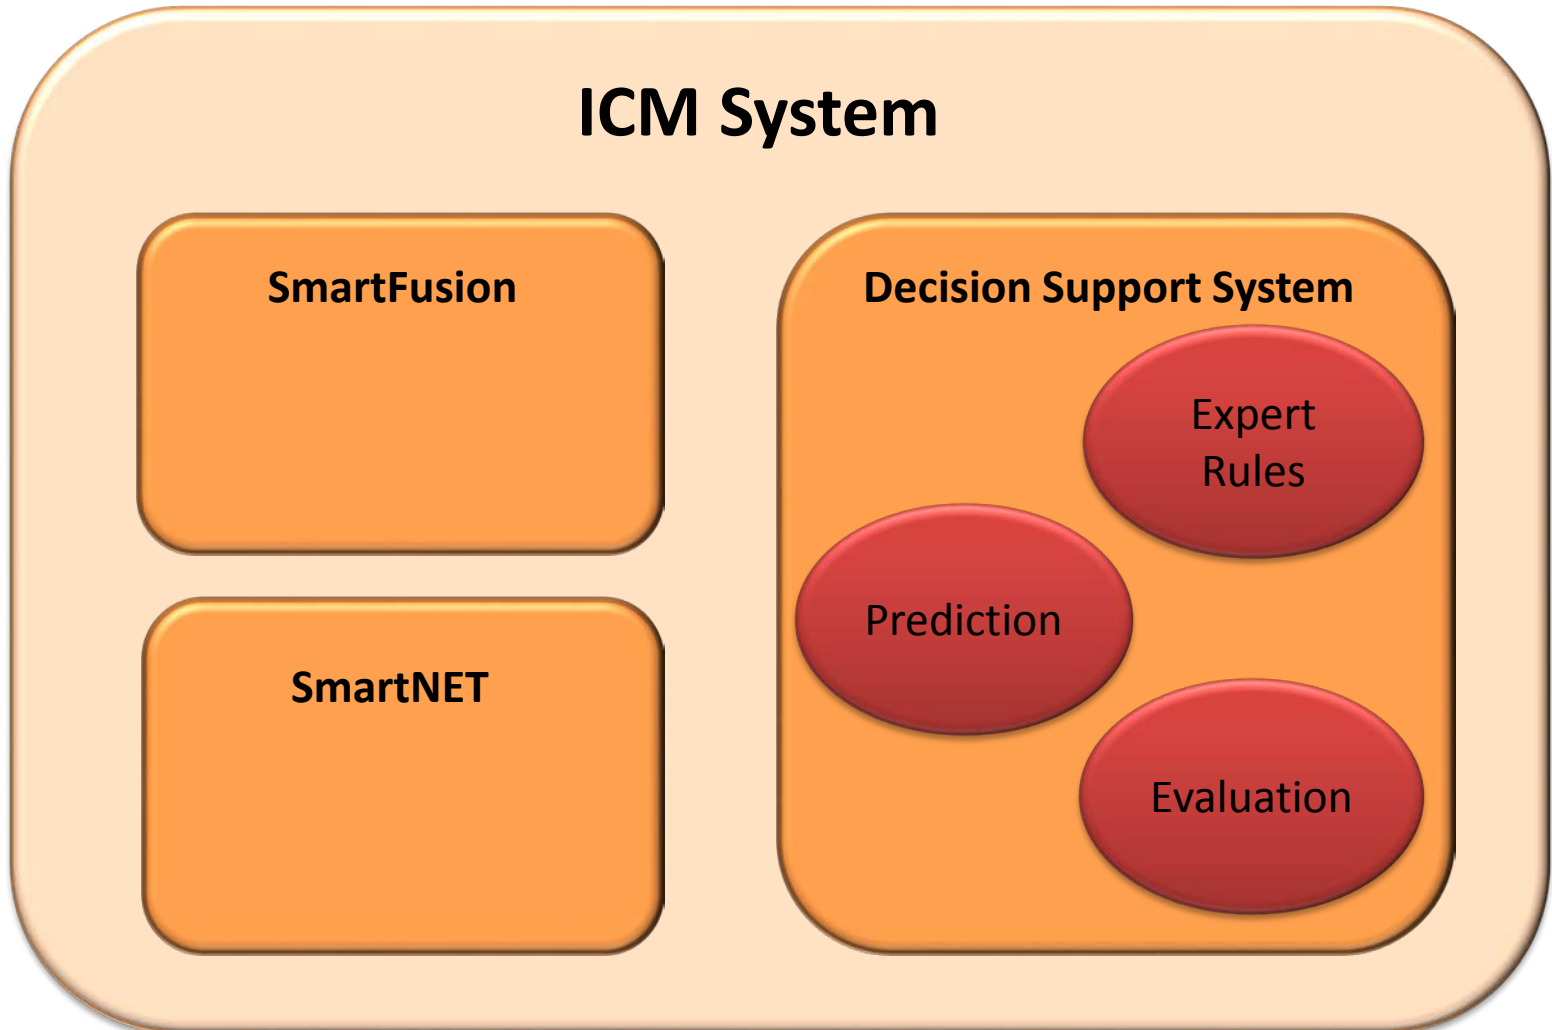 ICM System
SmartFusion
SmartNET
Decision Support System
Expert
Rules
Prediction
Evaluation